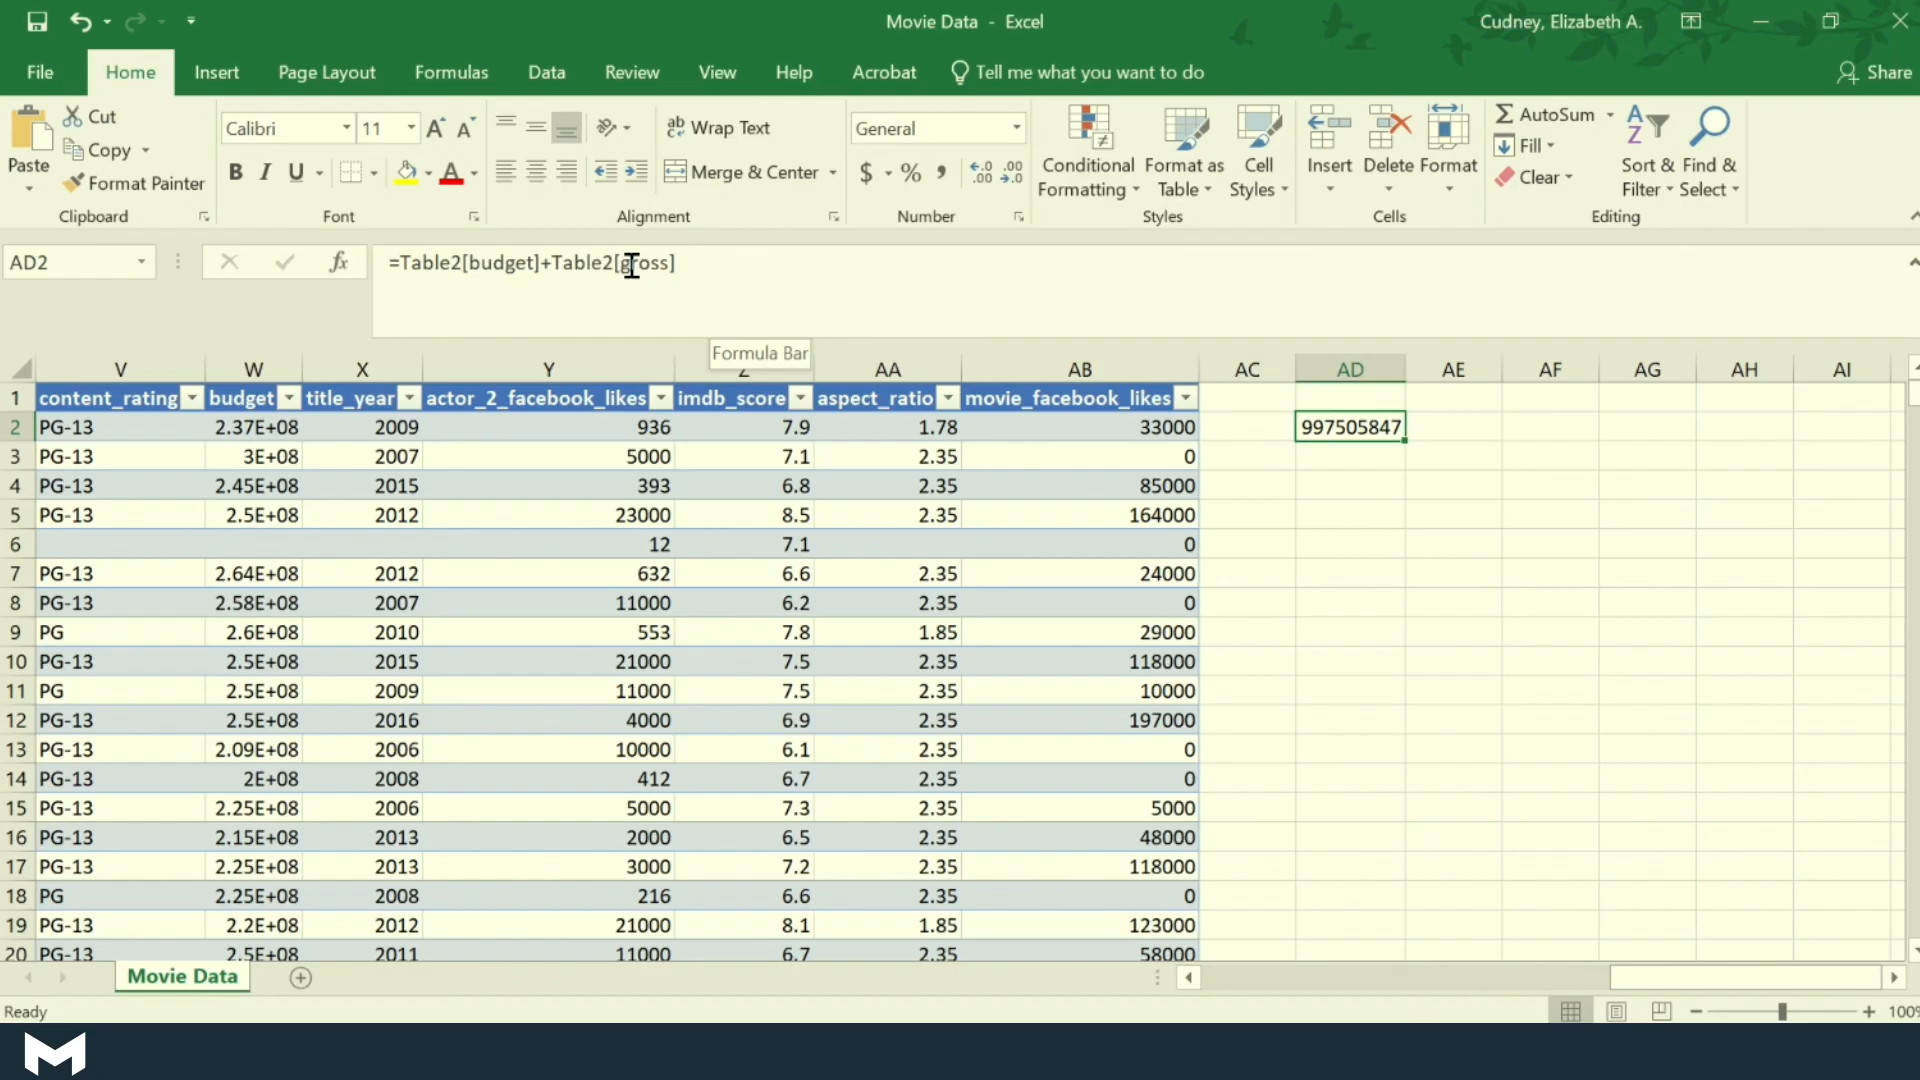 Movie Data - Excel
Cudney, Elizabeth A.
File Home Insert Page Layout Formulas Data Review View Help Acrobat Tell me what you want to do Share
Paste
Cut
Copy
Format Painter
Clipboard
Calibri 11
B I U
Font
Wrap Text
Merge & Center
Alignment
General
$ % ,
Number
Conditional Formatting
Format as Table
Cell Styles
Styles
Insert Delete Format
Cells
AutoSum
Fill
Clear
Sort & Filter
Find & Select
Editing
AD2 fx =Table2[budget]+Table2[gross]
Formula Bar
V W X Y Z AA AB AC AD AE AF AG AH AI
1 content_rating budget title_year actor_2_facebook_likes imdb_score aspect_ratio movie_facebook_likes
2 PG-13 2.37E+08 2009 936 7.9 1.78 33000 997505847
3 PG-13 3E+08 2007 5000 7.1 2.35 0
4 PG-13 2.45E+08 2015 393 6.8 2.35 85000
5 PG-13 2.5E+08 2012 23000 8.5 2.35 164000
6 12 7.1 0
7 PG-13 2.64E+08 2012 632 6.6 2.35 24000
8 PG-13 2.58E+08 2007 11000 6.2 2.35 0
9 PG 2.6E+08 2010 553 7.8 1.85 29000
10 PG-13 2.5E+08 2015 21000 7.5 2.35 118000
11 PG 2.5E+08 2009 11000 7.5 2.35 10000
12 PG-13 2.5E+08 2016 4000 6.9 2.35 197000
13 PG-13 2.09E+08 2006 10000 6.1 2.35 0
14 PG-13 2E+08 2008 412 6.7 2.35 0
15 PG-13 2.25E+08 2006 5000 7.3 2.35 5000
16 PG-13 2.15E+08 2013 2000 6.5 2.35 48000
17 PG-13 2.25E+08 2013 3000 7.2 2.35 118000
18 PG 2.25E+08 2008 216 6.6 2.35 0
19 PG-13 2.2E+08 2012 21000 8.1 1.85 123000
20 PG-13 2.5E+08 2011 11000 6.7 2.35 58000
Movie Data
Ready 100%